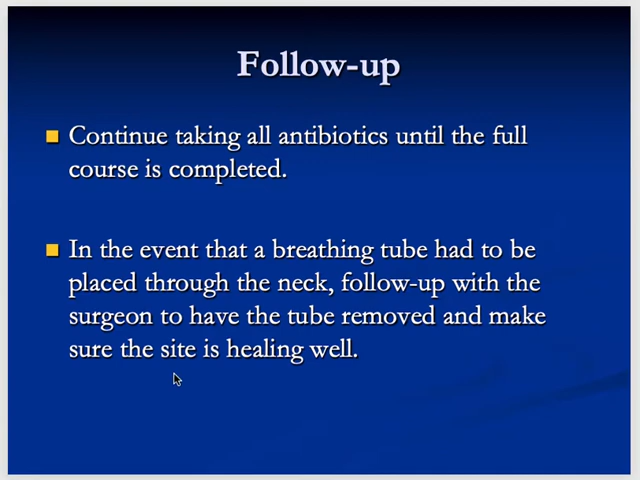 Follow-up
Continue taking all antibiotics until the full
course is completed.
In the event that a breathing tube had to be
placed through the neck, follow-up with the
surgeon to have the tube removed and make
sure the site is healing well.